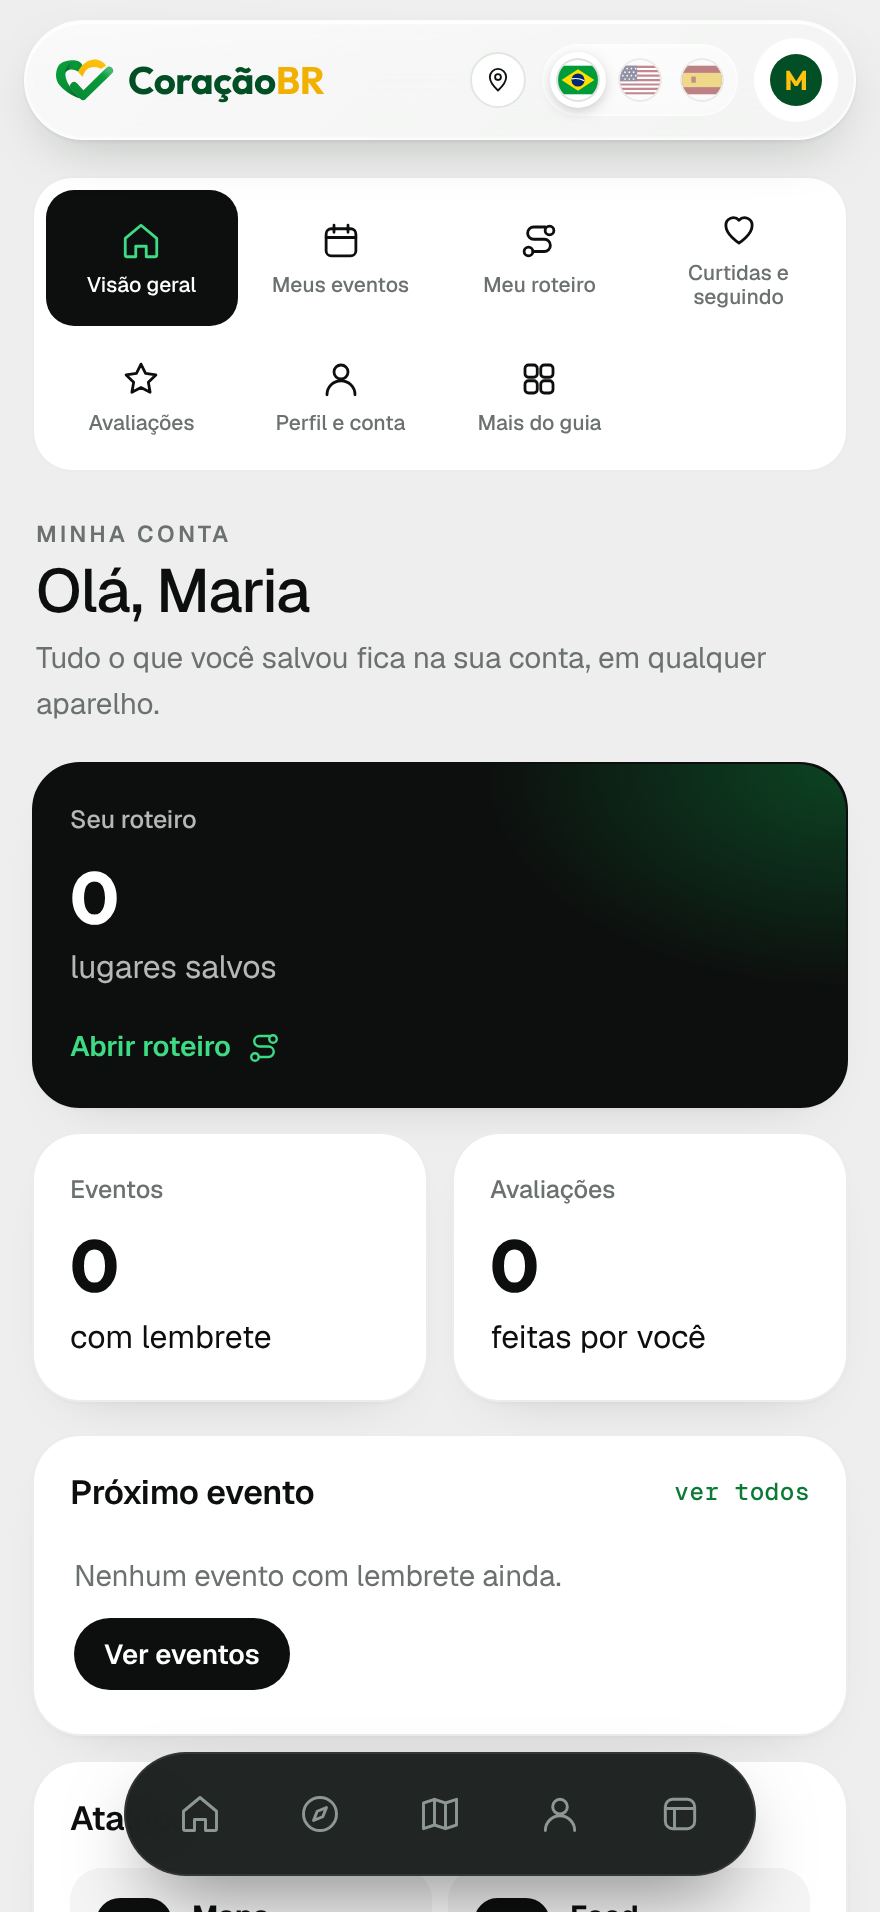 CoraçãoBR
M
Visão geral
Meus eventos
Meu roteiro
Curtidas e
seguindo
Avaliações
Perfil e conta
Mais do guia
MINHA CONTA
Olá, Maria
Tudo o que você salvou fica na sua conta, em qualquer
aparelho.
Seu roteiro
0
lugares salvos
Abrir roteiro
Eventos
0
com lembrete
Avaliações
0
feitas por você
Próximo evento
ver todos
Nenhum evento com lembrete ainda.
Ver eventos